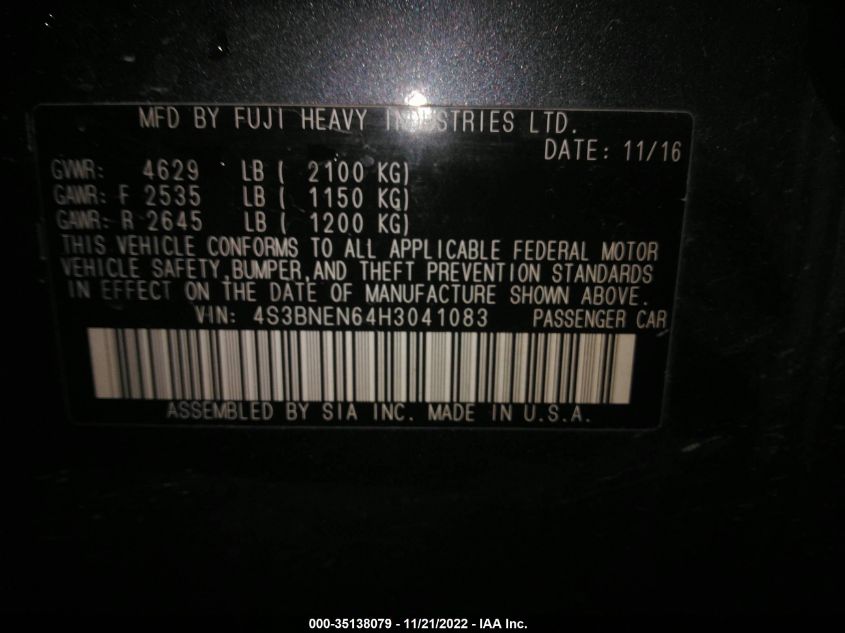 MFD BY FUJI HEAVY INDUSTRIES LTD.
DATE: 11/16
GVWR: 4629 LB ( 2100 KG)
GAWR: F 2535 LB ( 1150 KG)
GAWR: R 2645 LB ( 1200 KG)
THIS VEHICLE CONFORMS TO ALL APPLICABLE FEDERAL MOTOR
VEHICLE SAFETY,BUMPER,AND THEFT PREVENTION STANDARDS
IN EFFECT ON THE DATE OF MANUFACTURE SHOWN ABOVE.
VIN: 4S3BNEN64H3041083 PASSENGER CAR
ASSEMBLED BY SIA INC. MADE IN U.S.A.
000-35138079 - 11/21/2022 - IAA Inc.